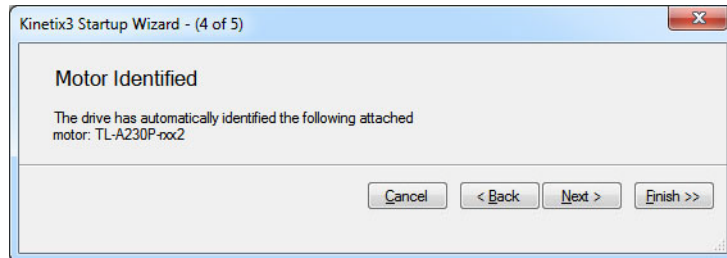 Kinetix3 Startup Wizard - (4 of 5)
Motor Identified
The drive has automatically identified the following attached
motor: TL-A230P-rxx2
Cancel
< Back
Next >
Finish >>